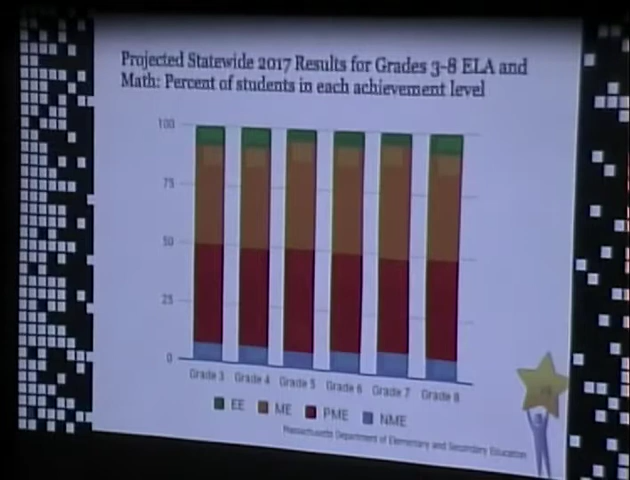 Projected Statewide 2017 Results for Grades 3-8 ELA and
Math: Percent of students in each achievement level
100
75
50
25
0
Grade 3 Grade 4 Grade 5 Grade 6 Grade 7 Grade 8
EE ME PME NME
Massachusetts Department of Elementary and Secondary Education